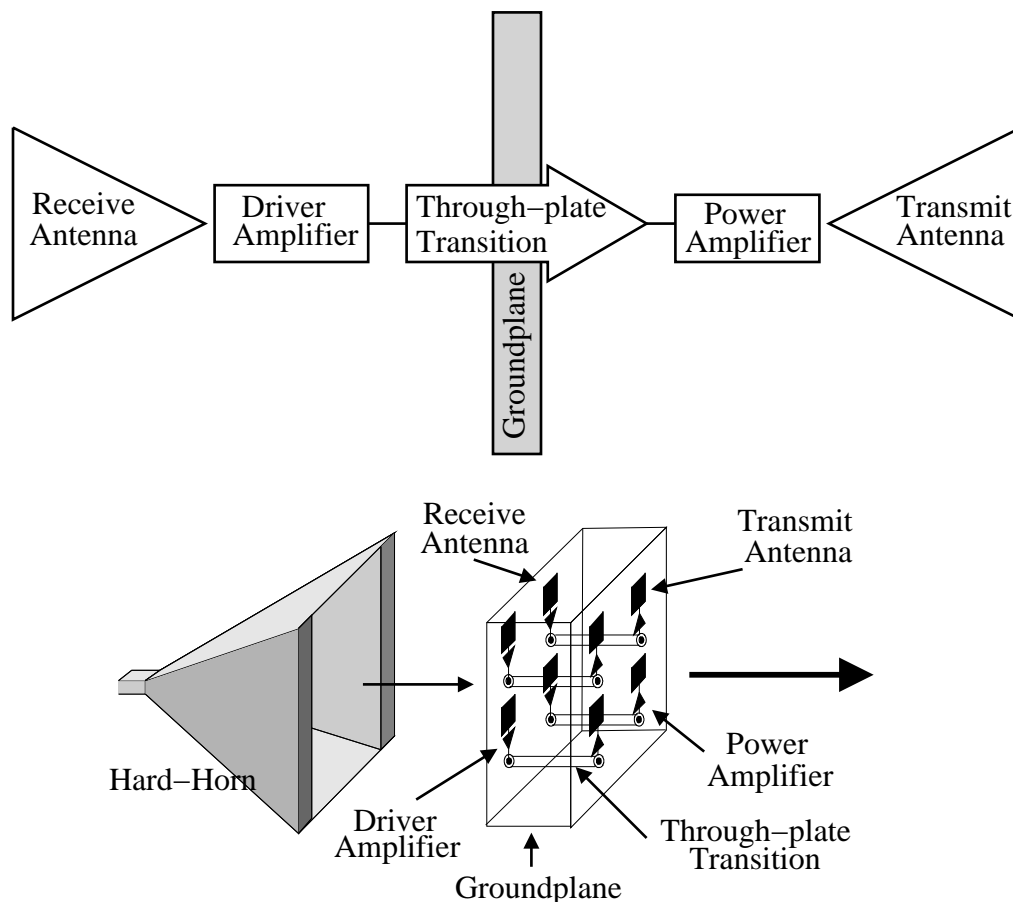 Receive
Antenna
Driver
Amplifier
Through−plate
Transition
Groundplane
Power
Amplifier
Transmit
Antenna
Receive
Antenna
Transmit
Antenna
Hard−Horn
Driver
Amplifier
Groundplane
Through−plate
Transition
Power
Amplifier